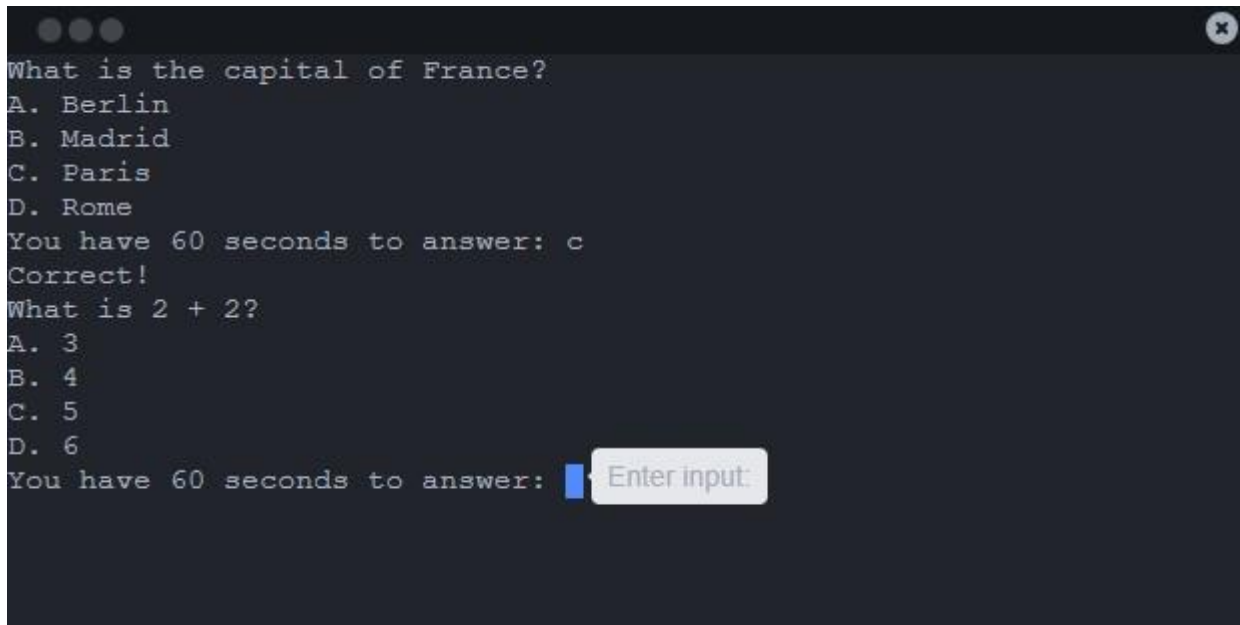 What is the capital of France?
A. Berlin
B. Madrid
C. Paris
D. Rome
You have 60 seconds to answer: c
Correct!
What is 2 + 2?
A. 3
B. 4
C. 5
D. 6
You have 60 seconds to answer: Enter input: